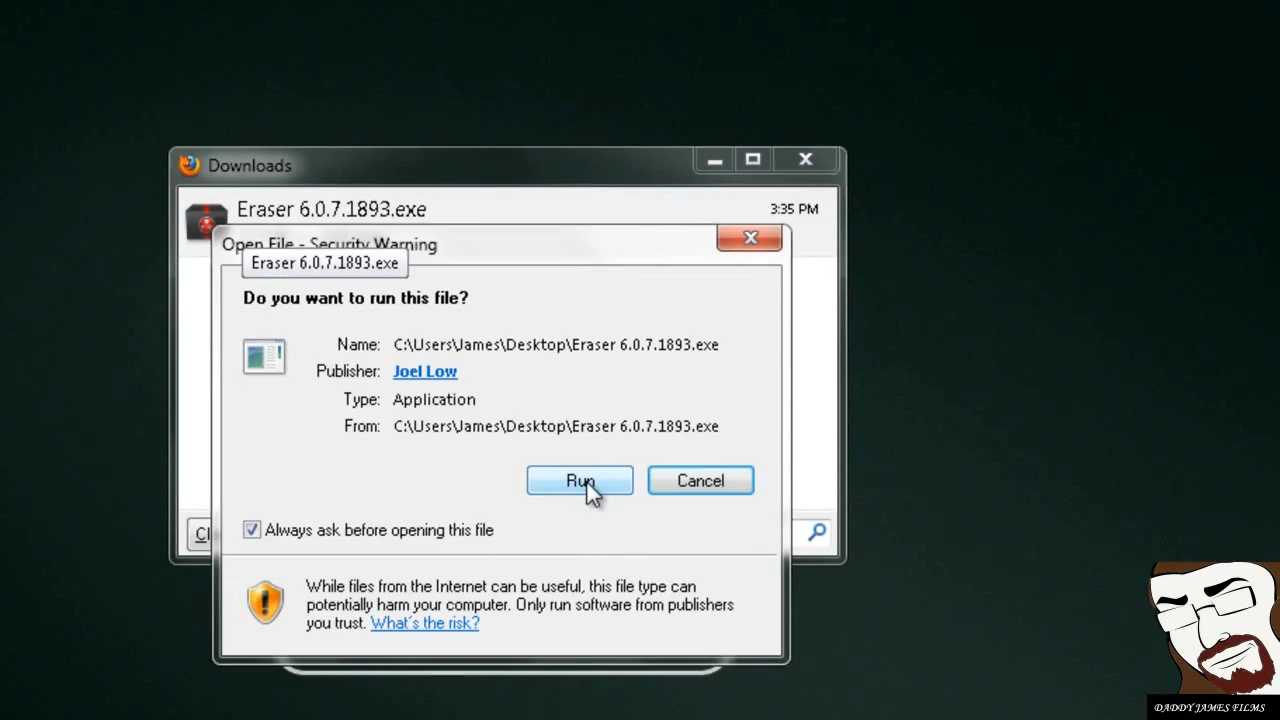 Downloads
Eraser 6.0.7.1893.exe
3:35 PM
Open File - Security Warning
Eraser 6.0.7.1893.exe
Do you want to run this file?
Name: C:\Users\James\Desktop\Eraser 6.0.7.1893.exe
Publisher: Joel Low
Type: Application
From: C:\Users\James\Desktop\Eraser 6.0.7.1893.exe
Run Cancel
Cl
Always ask before opening this file
While files from the Internet can be useful, this file type can
potentially harm your computer. Only run software from publishers
you trust. What's the risk?
DADDY JAMES FILMS